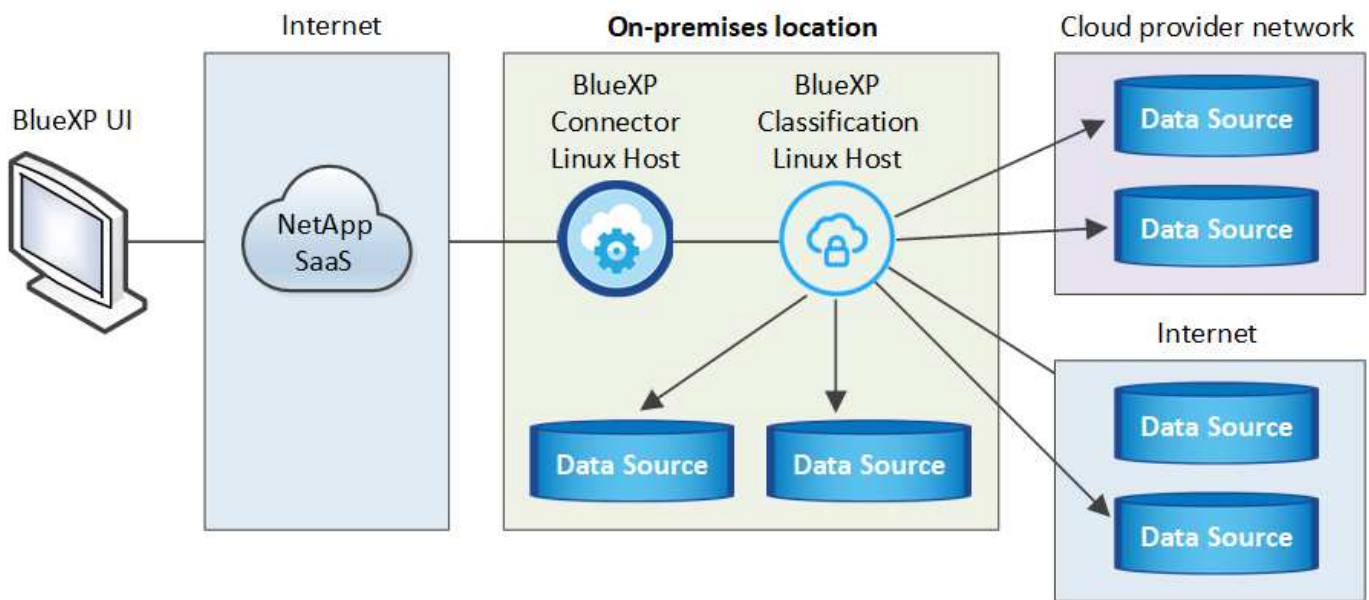 Internet
On-premises location
Cloud provider network
BlueXP UI
NetApp
SaaS
BlueXP
Connector
Linux Host
BlueXP
Classification
Linux Host
Data Source
Data Source
Data Source
Data Source
Internet
Data Source
Data Source